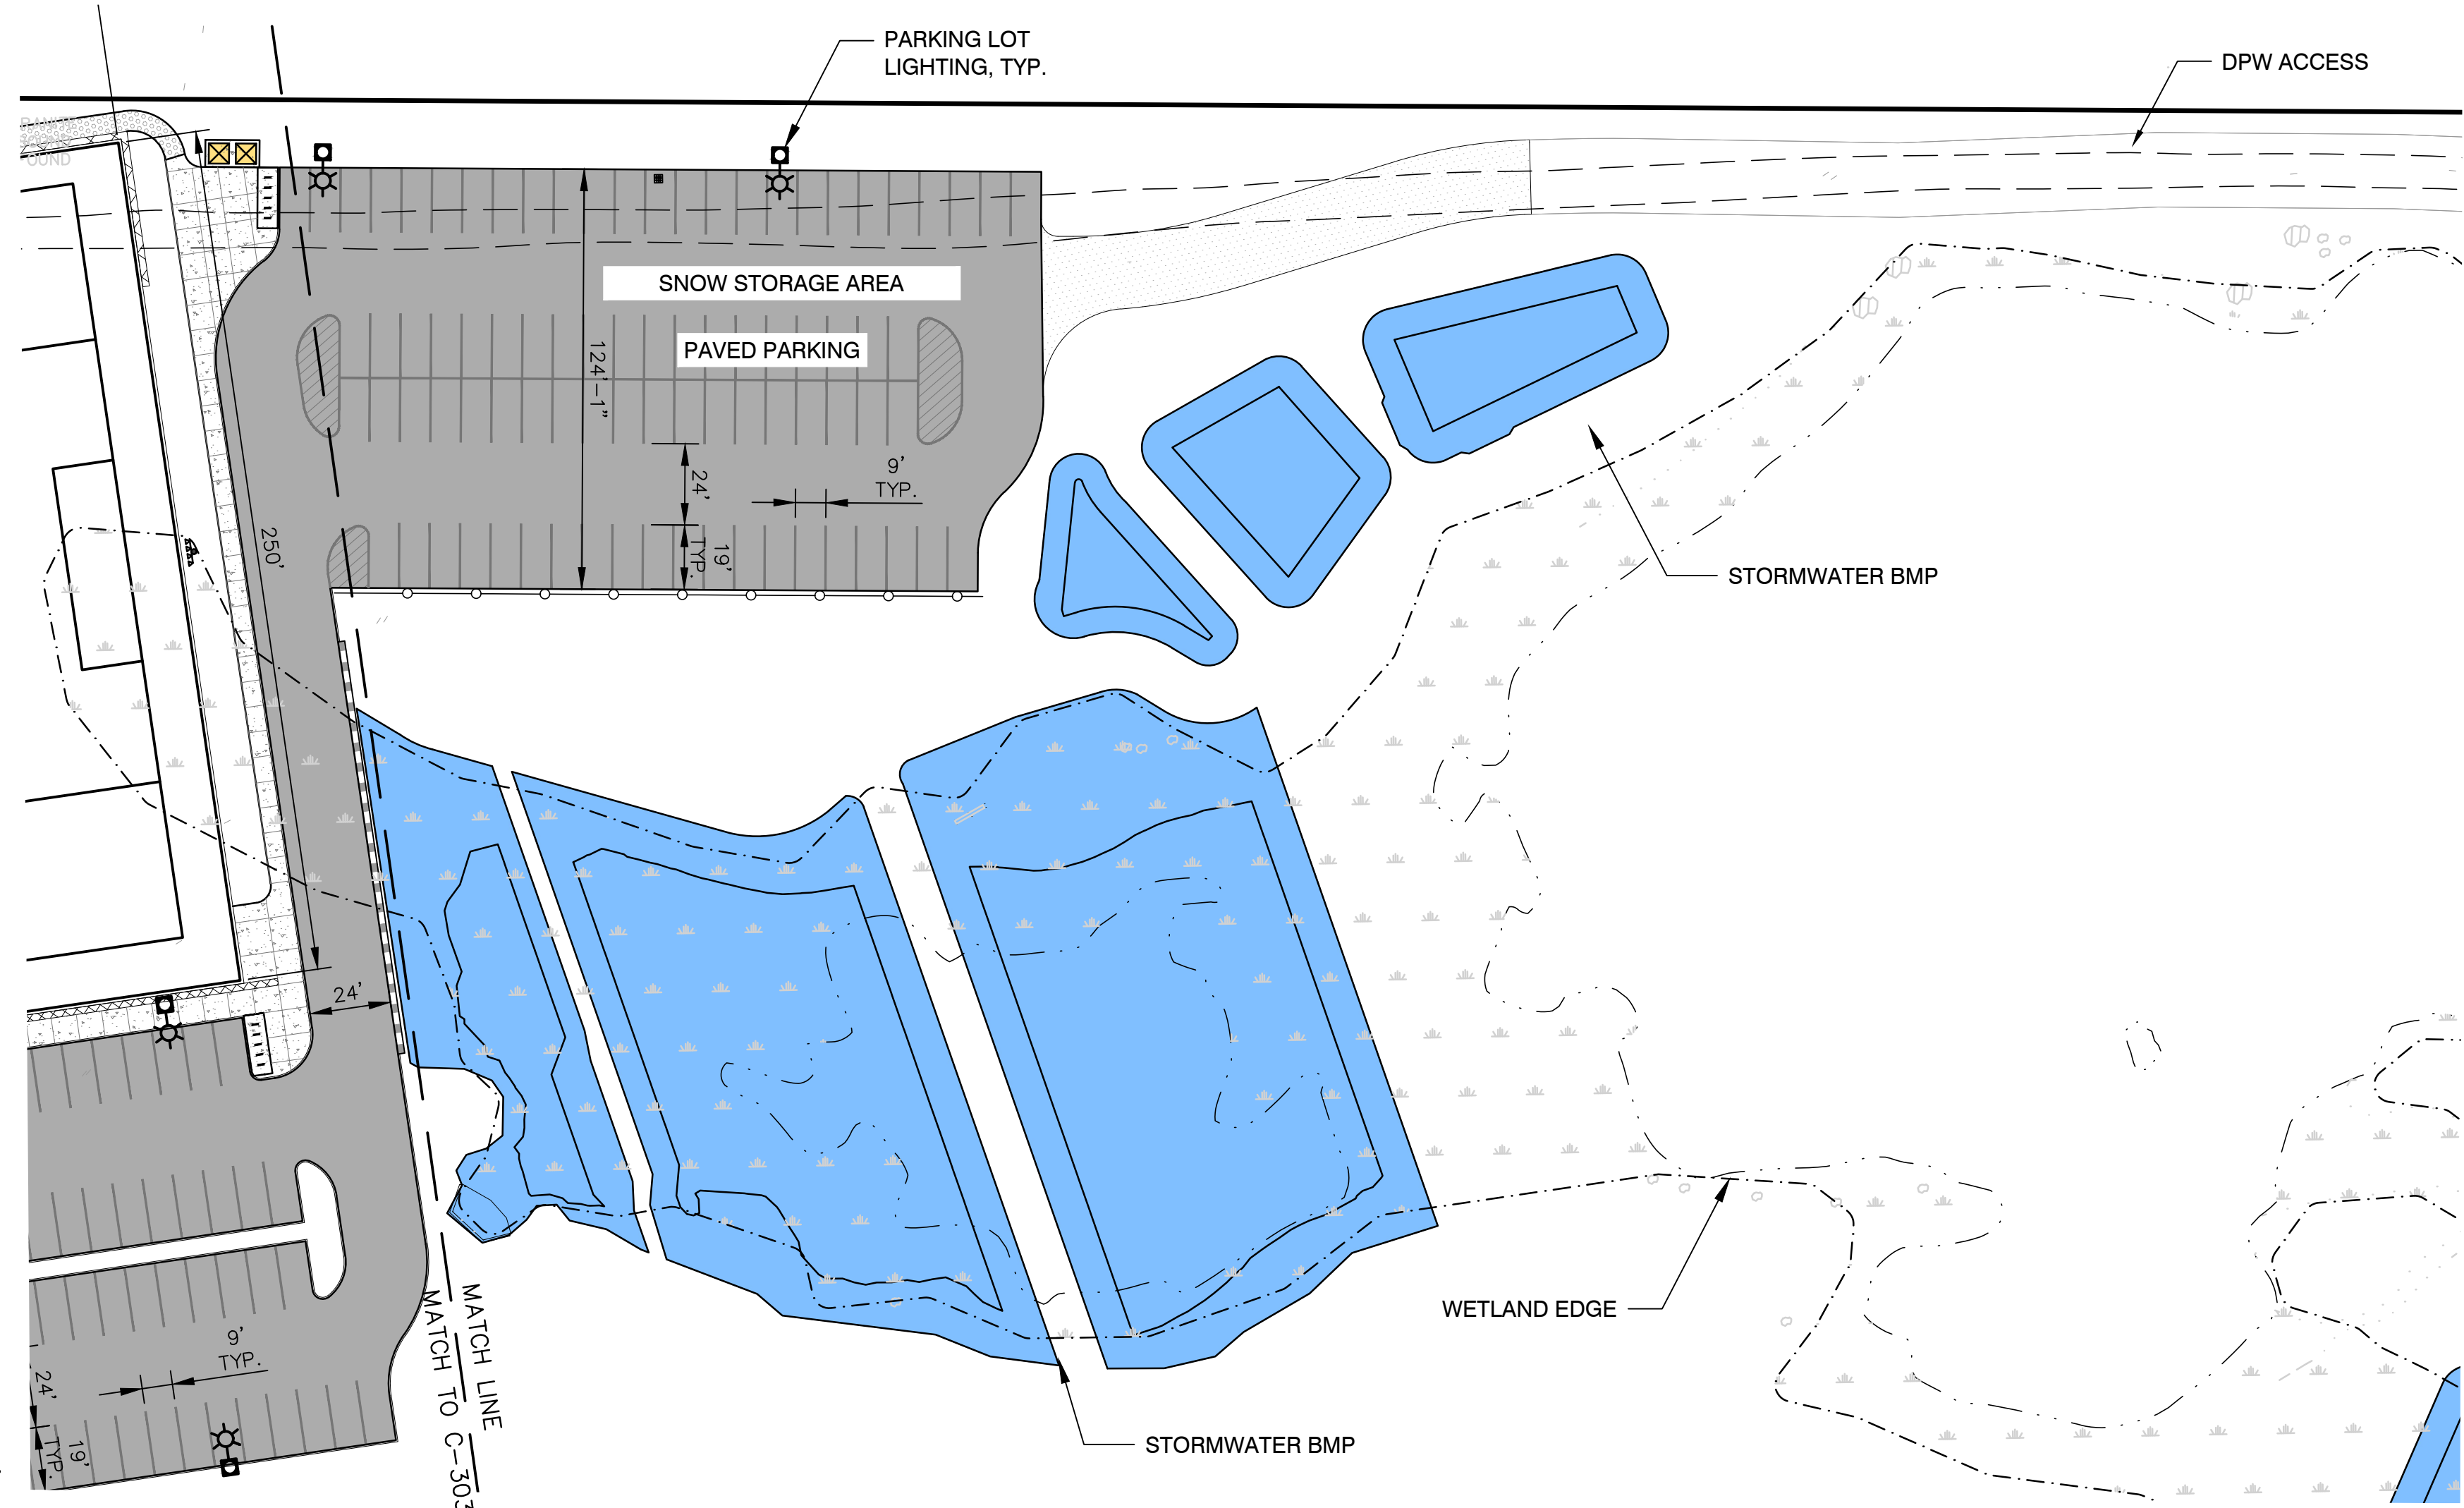 PARKING LOT
LIGHTING, TYP.
DPW ACCESS
OUND
SNOW STORAGE AREA
PAVED PARKING
124'-1"
24'
9'
TYP.
19'
TYP.
250'
STORMWATER BMP
24'
WETLAND EDGE
MATCH LINE
MATCH TO C-303
9'
TYP.
24'
19'
TYP.
STORMWATER BMP